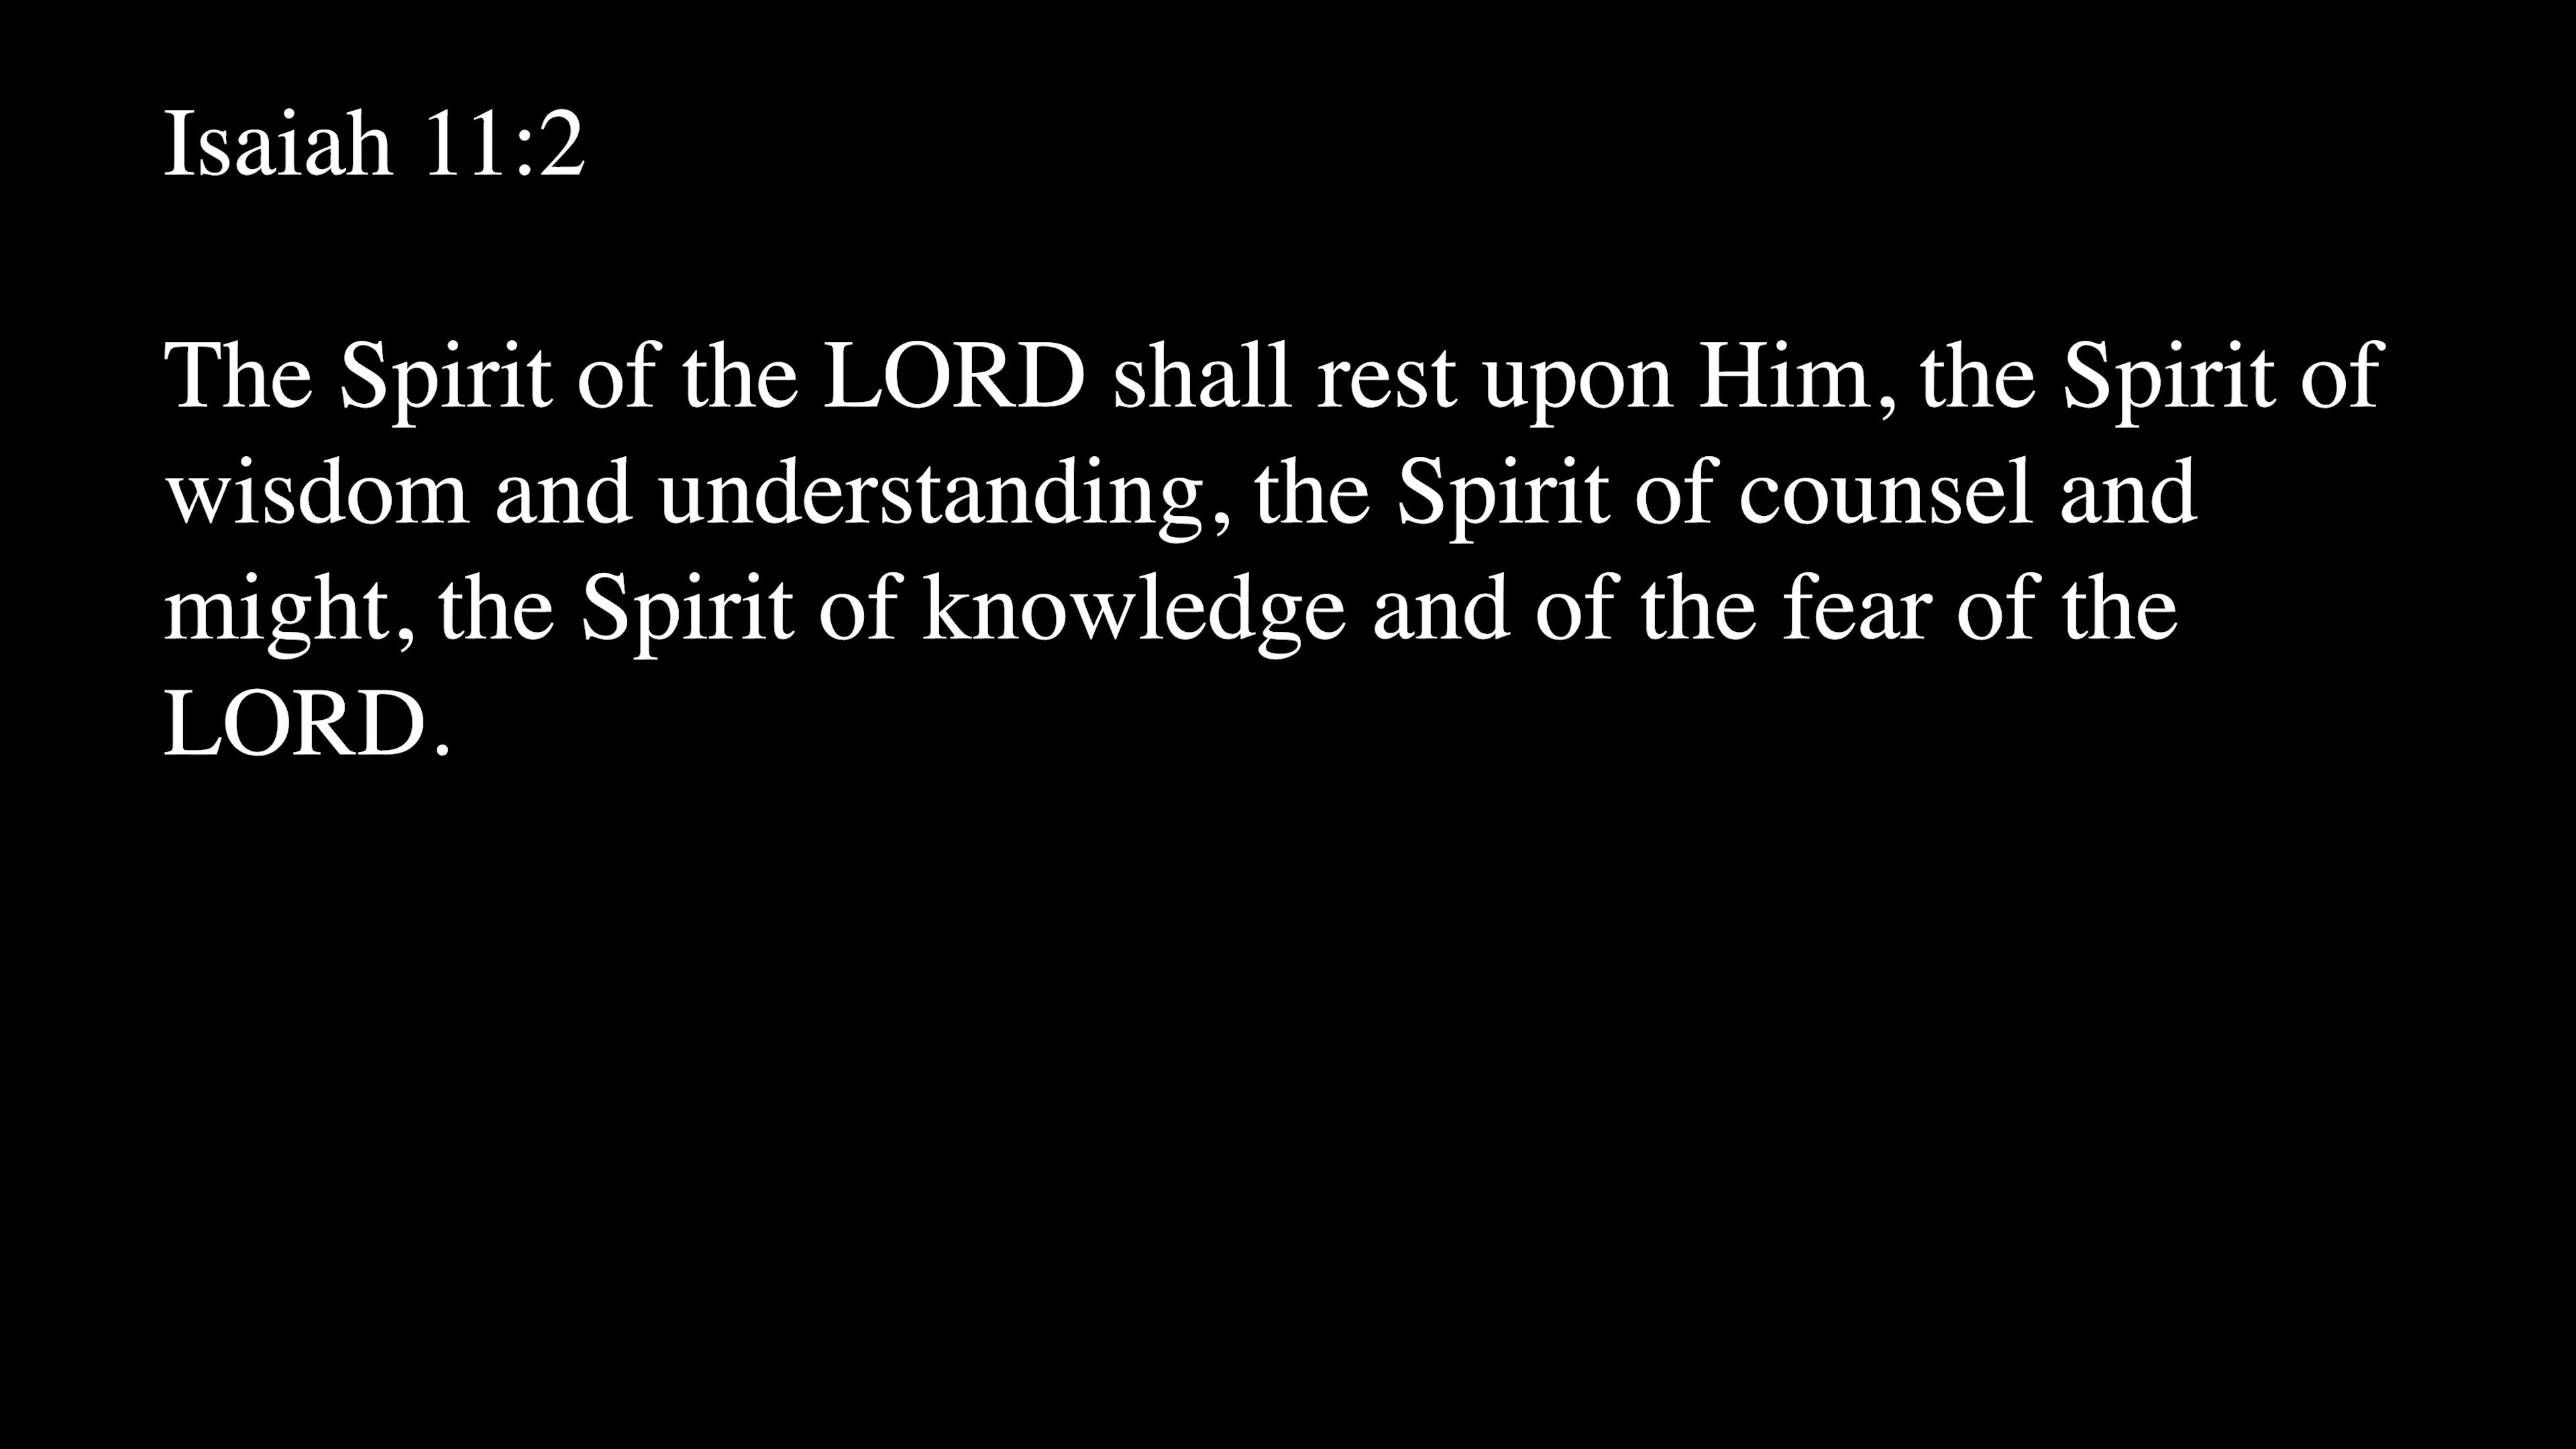 Isaiah 11:2
The Spirit of the LORD shall rest upon Him, the Spirit of
wisdom and understanding, the Spirit of counsel and
might, the Spirit of knowledge and of the fear of the
LORD.